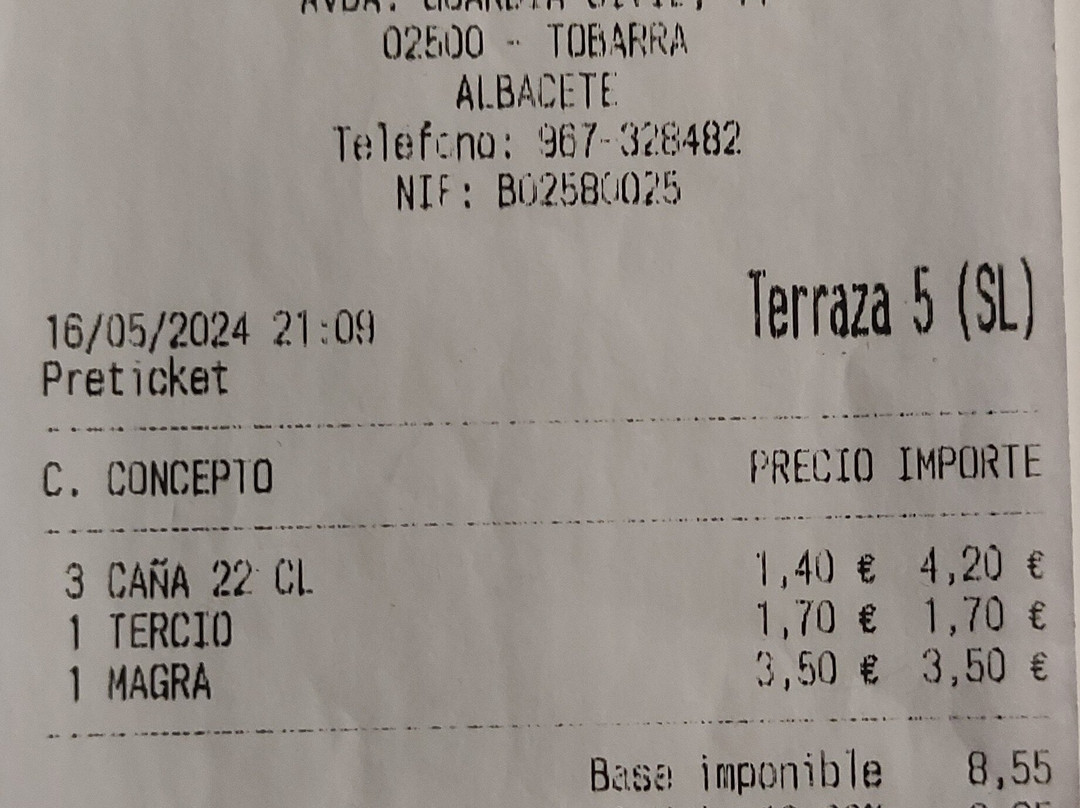 02500 - TOBARRA
ALBACETE
Telefono: 967-328482
NIF: B02580025
Terraza 5 (SL)
16/05/2024 21:09
Preticket
C. CONCEPTO PRECIO IMPORTE
3 CAÑA 22 CL 1,40 € 4,20 €
1 TERCIO 1,70 € 1,70 €
1 MAGRA 3,50 € 3,50 €
Base imponible 8,55